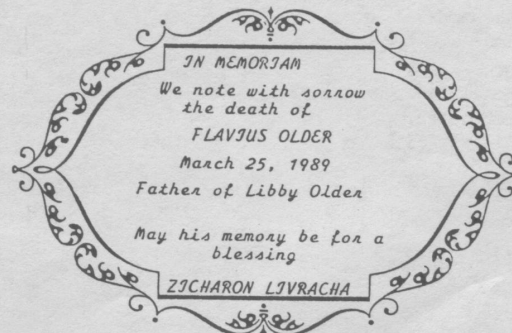 IN MEMORIAM
We note with sorrow
the death of
FLAVIUS OLDER
March 25, 1989
Father of Libby Older
May his memory be for a
blessing
ZICHARON LIVRACHA